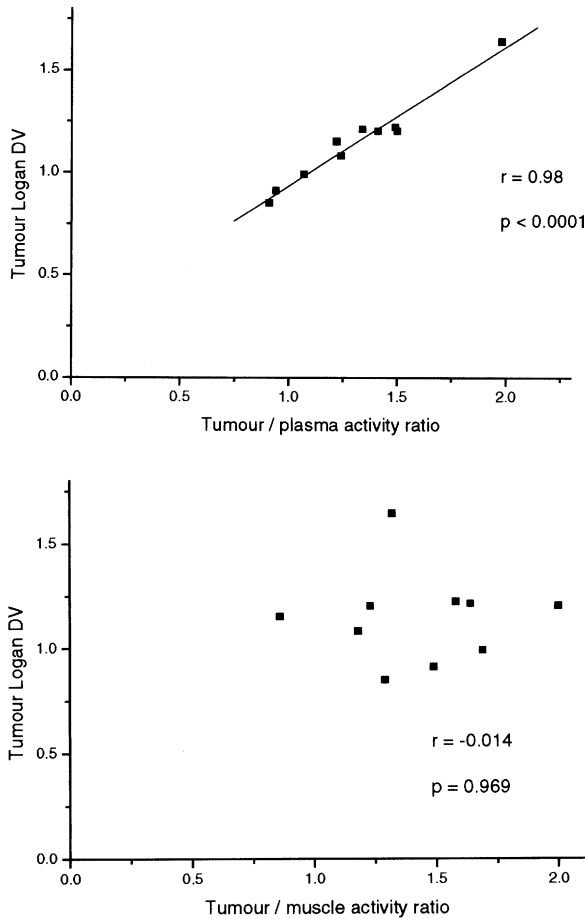 1.5
1.0
0.5
0.0
Tumour Logan DV
r = 0.98
p < 0.0001
0.0 0.5 1.0 1.5 2.0
Tumour / plasma activity ratio
1.5
1.0
0.5
0.0
Tumour Logan DV
r = -0.014
p = 0.969
0.0 0.5 1.0 1.5 2.0
Tumour / muscle activity ratio